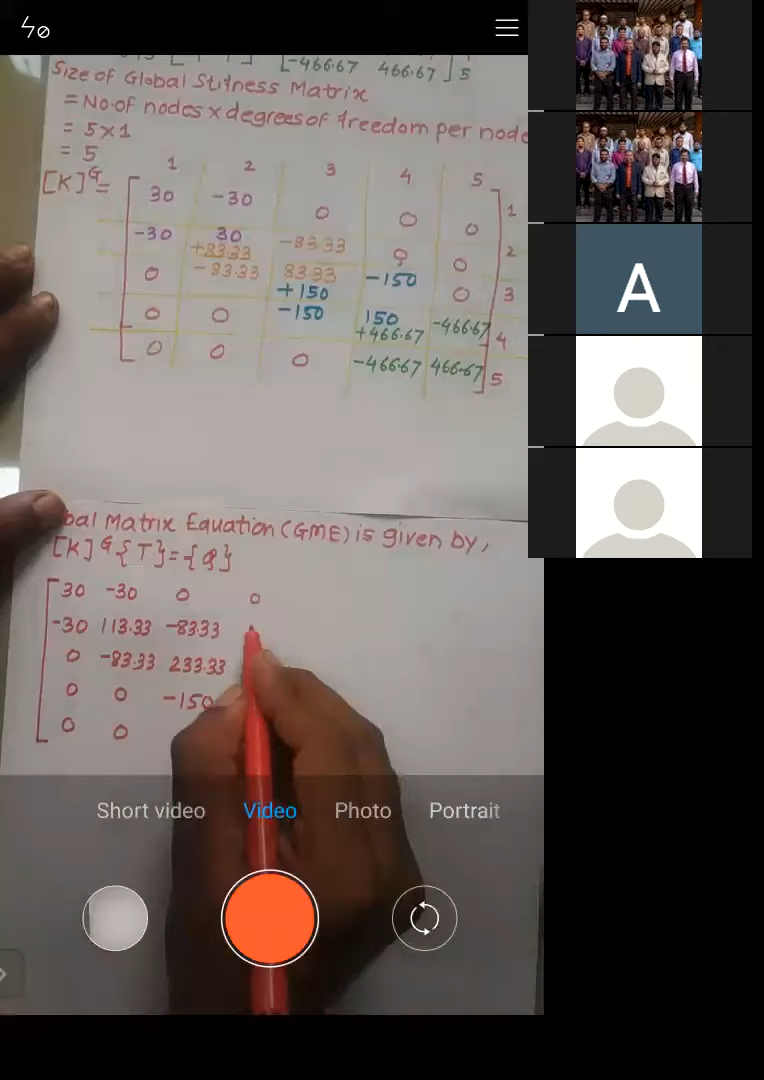 [-466.67 466.67] 5
Size of Global Stifness Matrix
= No. of nodes x degrees of freedom per node
= 5 x 1
= 5
1 2 3 4 5
[K]ᴳ =
30 -30 0 0 0 1
-30 30 +83.33 -83.33 0 0 2
0 -83.33 83.33 +150 -150 0 3
0 0 -150 150 +466.67 -466.67 4
0 0 0 -466.67 466.67 5
bal Matrix Equation (GME) is given by,
[K]ᴳ {T} = {Q}
30 -30 0 0
-30 113.33 -83.33
0 -83.33 233.33
0 0 -150
0 0
Short video Video Photo Portrait
A